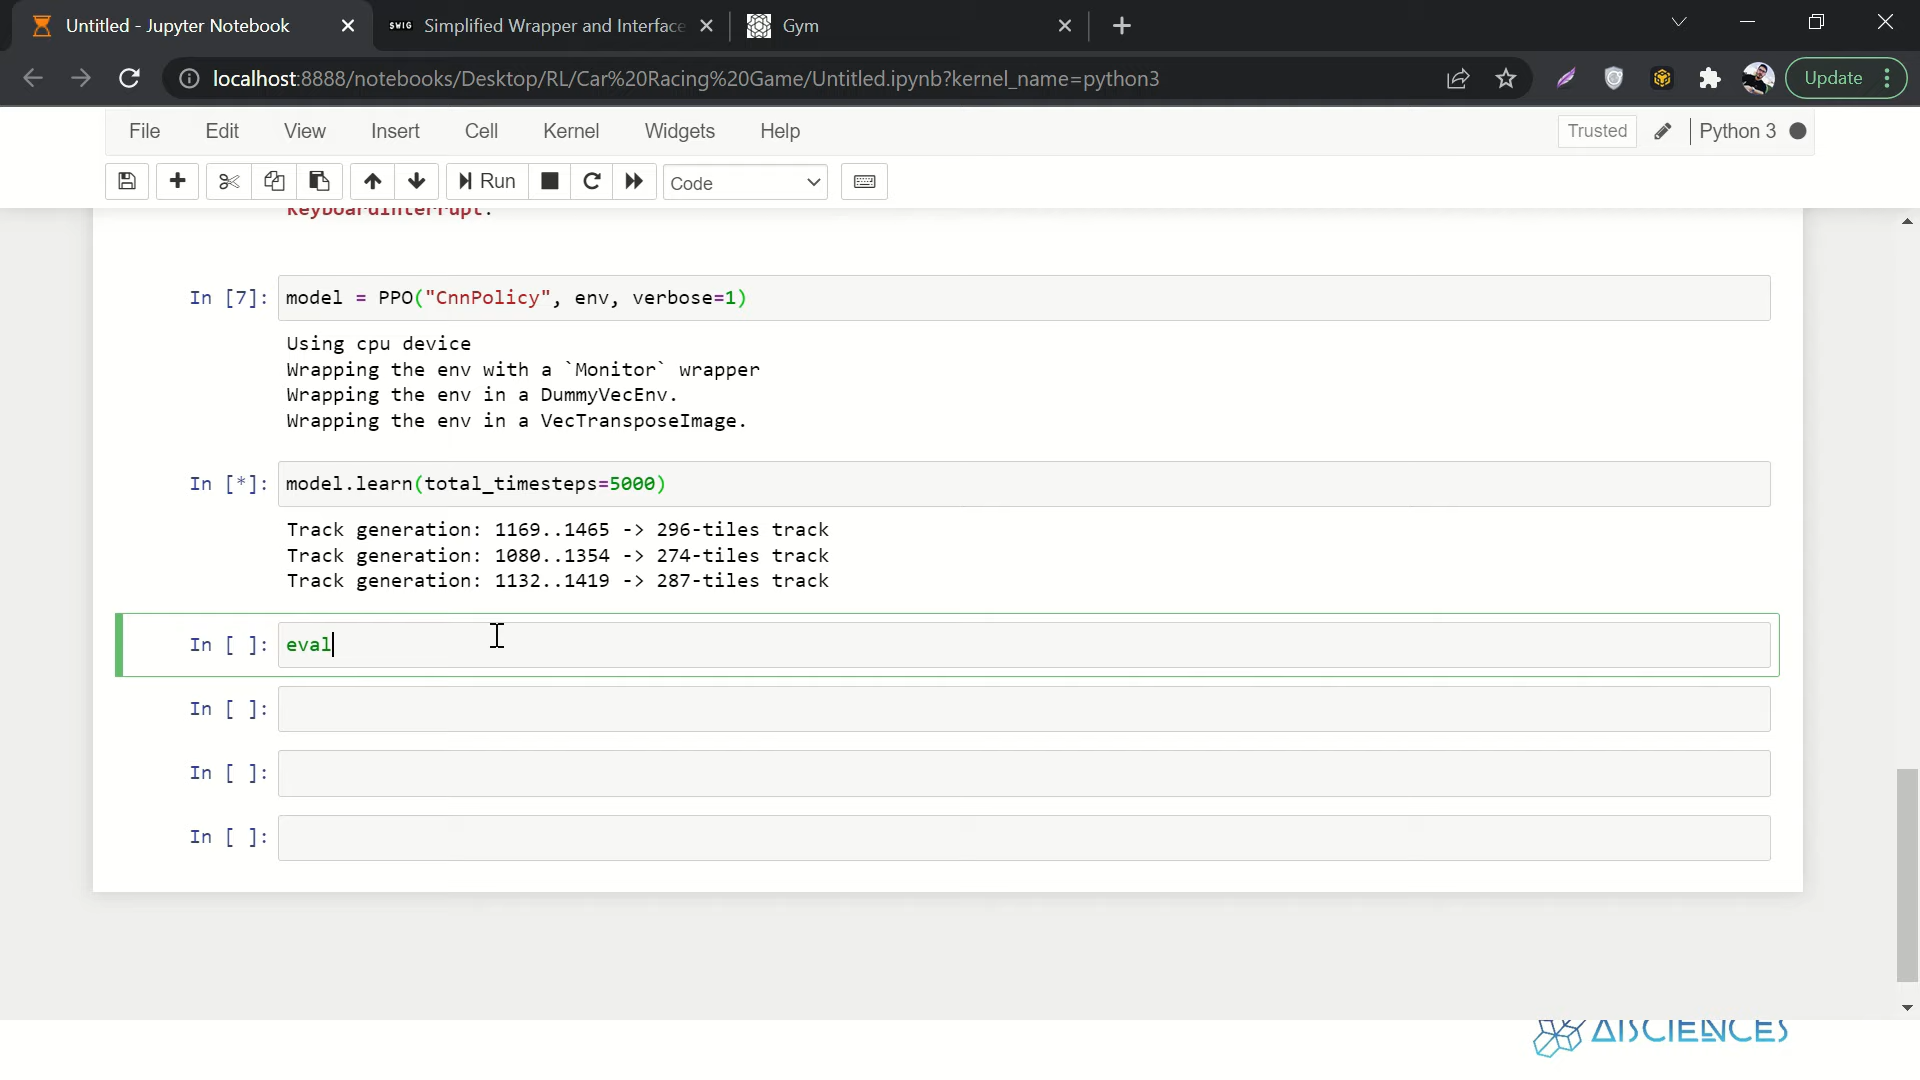 Untitled - Jupyter Notebook
SWIG Simplified Wrapper and Interface
Gym
localhost:8888/notebooks/Desktop/RL/Car%20Racing%20Game/Untitled.ipynb?kernel_name=python3
Update
File Edit View Insert Cell Kernel Widgets Help
Trusted
Python 3
Run
Code
KeyboardInterrupt:
In [7]: model = PPO("CnnPolicy", env, verbose=1)
Using cpu device
Wrapping the env with a `Monitor` wrapper
Wrapping the env in a DummyVecEnv.
Wrapping the env in a VecTransposeImage.
In [*]: model.learn(total_timesteps=5000)
Track generation: 1169..1465 -> 296-tiles track
Track generation: 1080..1354 -> 274-tiles track
Track generation: 1132..1419 -> 287-tiles track
In [ ]: eval
In [ ]:
In [ ]:
In [ ]:
AISCIENCES